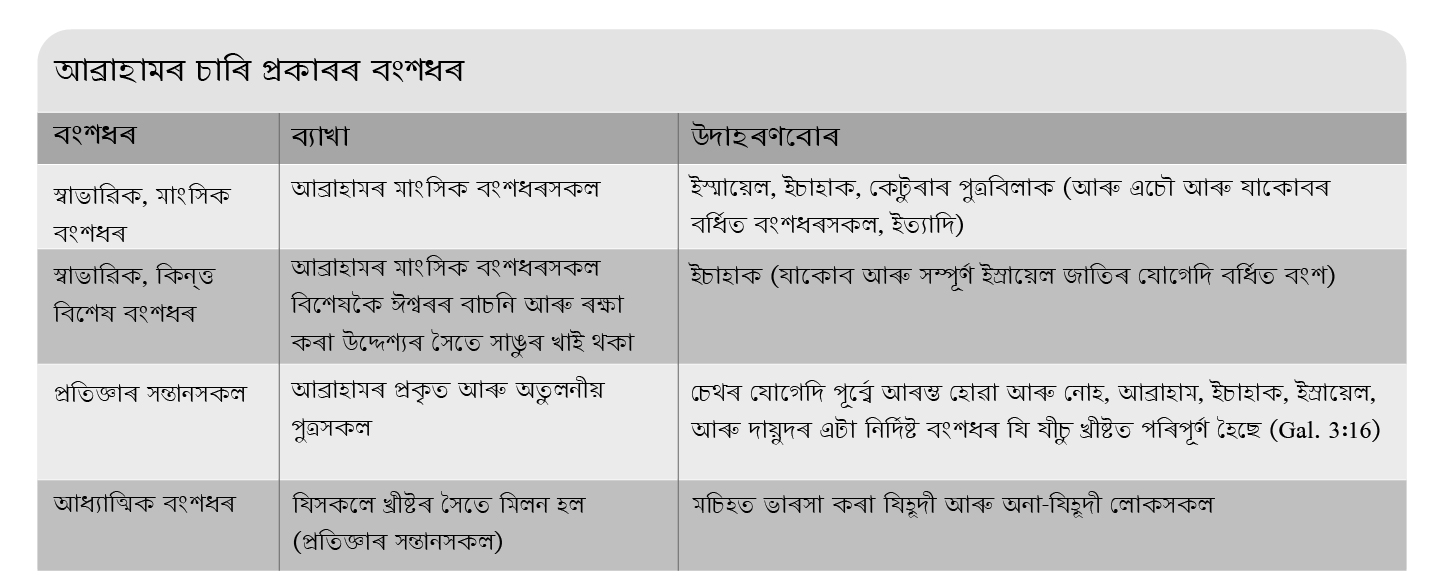 আব্ৰাহামৰ চাৰি প্ৰকাৰৰ বংশধৰ
বংশধৰ
ব্যাখা
উদাহৰণবোৰ
স্বাভাৱিক, মাংসিক
বংশধৰ
আব্ৰাহামৰ মাংসিক বংশধৰসকল
ইস্মায়েল, ইচাহাক, কেটুৰাৰ পুত্ৰবিলাক (আৰু এচৌ আৰু যাকোবৰ
বৰ্ধিত বংশধৰসকল, ইত্যাদি)
স্বাভাৱিক, কিন্ত্ত
বিশেষ বংশধৰ
আব্ৰাহামৰ মাংসিক বংশধৰসকল
বিশেষকৈ ঈশ্বৰৰ বাচনি আৰু ৰক্ষা
কৰা উদ্দেশ্যৰ সৈতে সাঙুৰ খাই থকা
ইচাহাক (যাকোব আৰু সম্পূৰ্ণ ইস্ৰায়েল জাতিৰ যোগেদি বৰ্ধিত বংশ)
প্ৰতিজ্ঞাৰ সন্তানসকল
আব্ৰাহামৰ প্ৰকৃত আৰু অতুলনীয়
পুত্ৰসকল
চেথৰ যোগেদি পূৰ্ব্বে আৰম্ভ হোৱা আৰু নোহ, আব্ৰাহাম, ইচাহাক, ইস্ৰায়েল,
আৰু দায়ুদৰ এটা নিৰ্দিষ্ট বংশধৰ যি যীচু খ্ৰীষ্টত পৰিপূৰ্ণ হৈছে (Gal. 3:16)
আধ্যাত্মিক বংশধৰ
যিসকলে খ্ৰীষ্টৰ সৈতে মিলন হল
(প্ৰতিজ্ঞাৰ সন্তানসকল)
মচিহত ভাৰসা কৰা যিহূদী আৰু অনা-যিহূদী লোকসকল